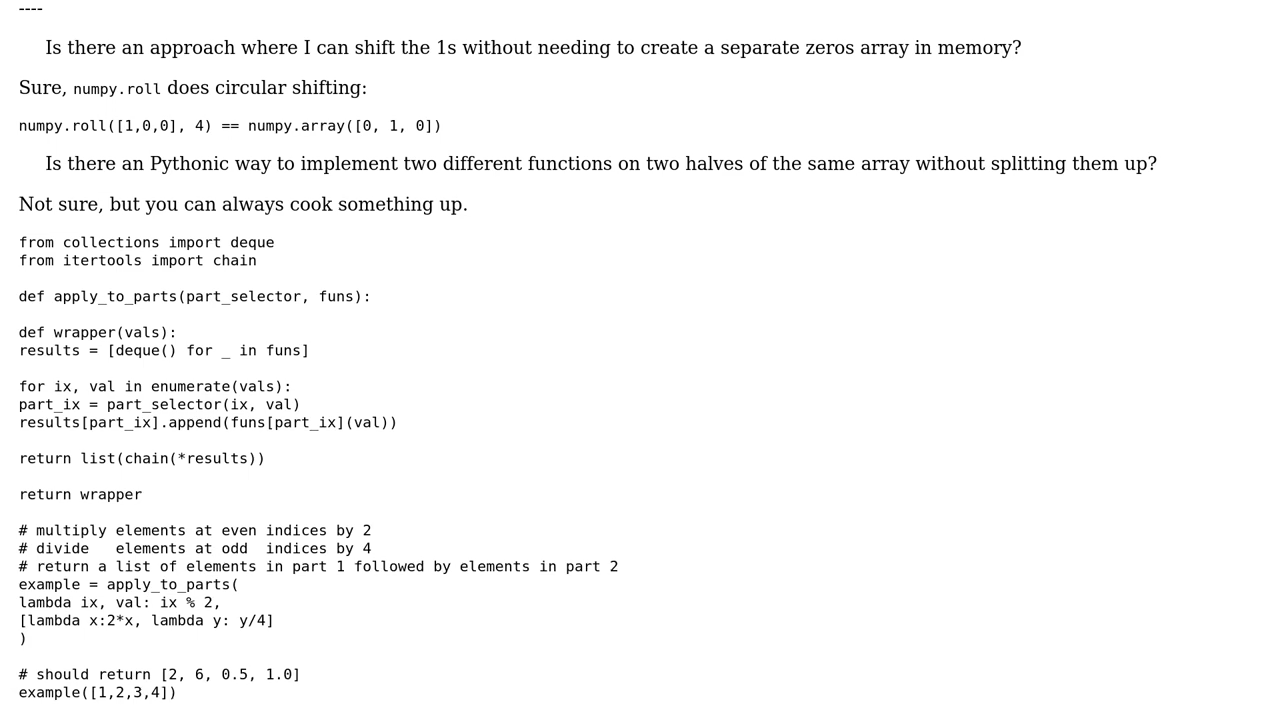 ----
Is there an approach where I can shift the 1s without needing to create a separate zeros array in memory?
Sure, numpy.roll does circular shifting:
numpy.roll([1,0,0], 4) == numpy.array([0, 1, 0])
Is there an Pythonic way to implement two different functions on two halves of the same array without splitting them up?
Not sure, but you can always cook something up.
from collections import deque
from itertools import chain
def apply_to_parts(part_selector, funs):
def wrapper(vals):
results = [deque() for _ in funs]
for ix, val in enumerate(vals):
part_ix = part_selector(ix, val)
results[part_ix].append(funs[part_ix](val))
return list(chain(*results))
return wrapper
# multiply elements at even indices by 2
# divide   elements at odd  indices by 4
# return a list of elements in part 1 followed by elements in part 2
example = apply_to_parts(
lambda ix, val: ix % 2,
[lambda x:2*x, lambda y: y/4]
)
# should return [2, 6, 0.5, 1.0]
example([1,2,3,4])